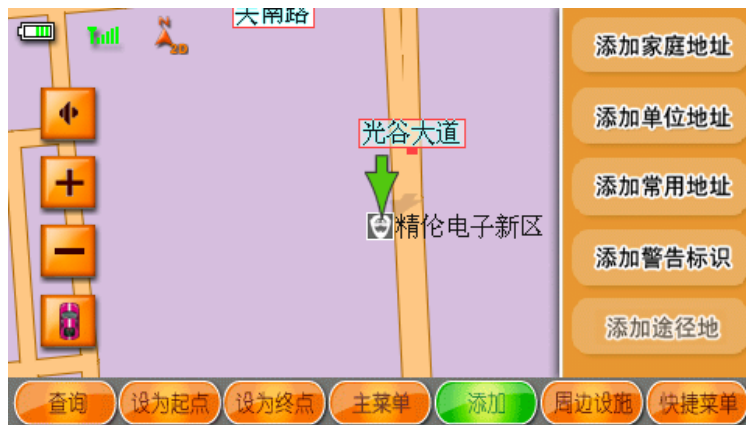 关南路
N
2D
光谷大道
精伦电子新区
添加家庭地址
添加单位地址
添加常用地址
添加警告标识
添加途径地
查询
设为起点
设为终点
主菜单
添加
周边设施
快捷菜单